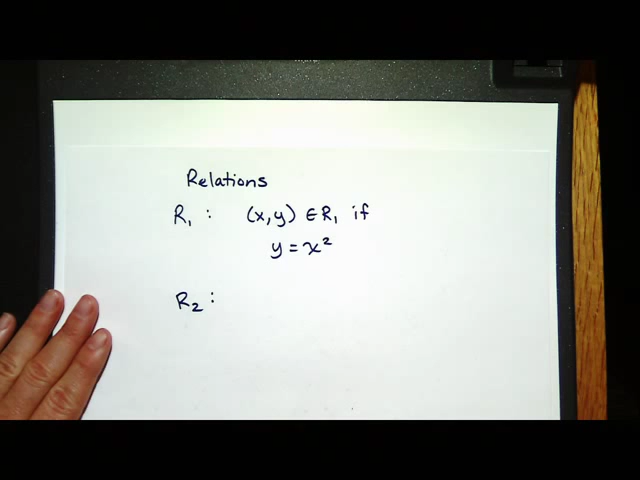 Relations
R₁ : (x,y) ∈ R₁ if
y = x²
R₂ :